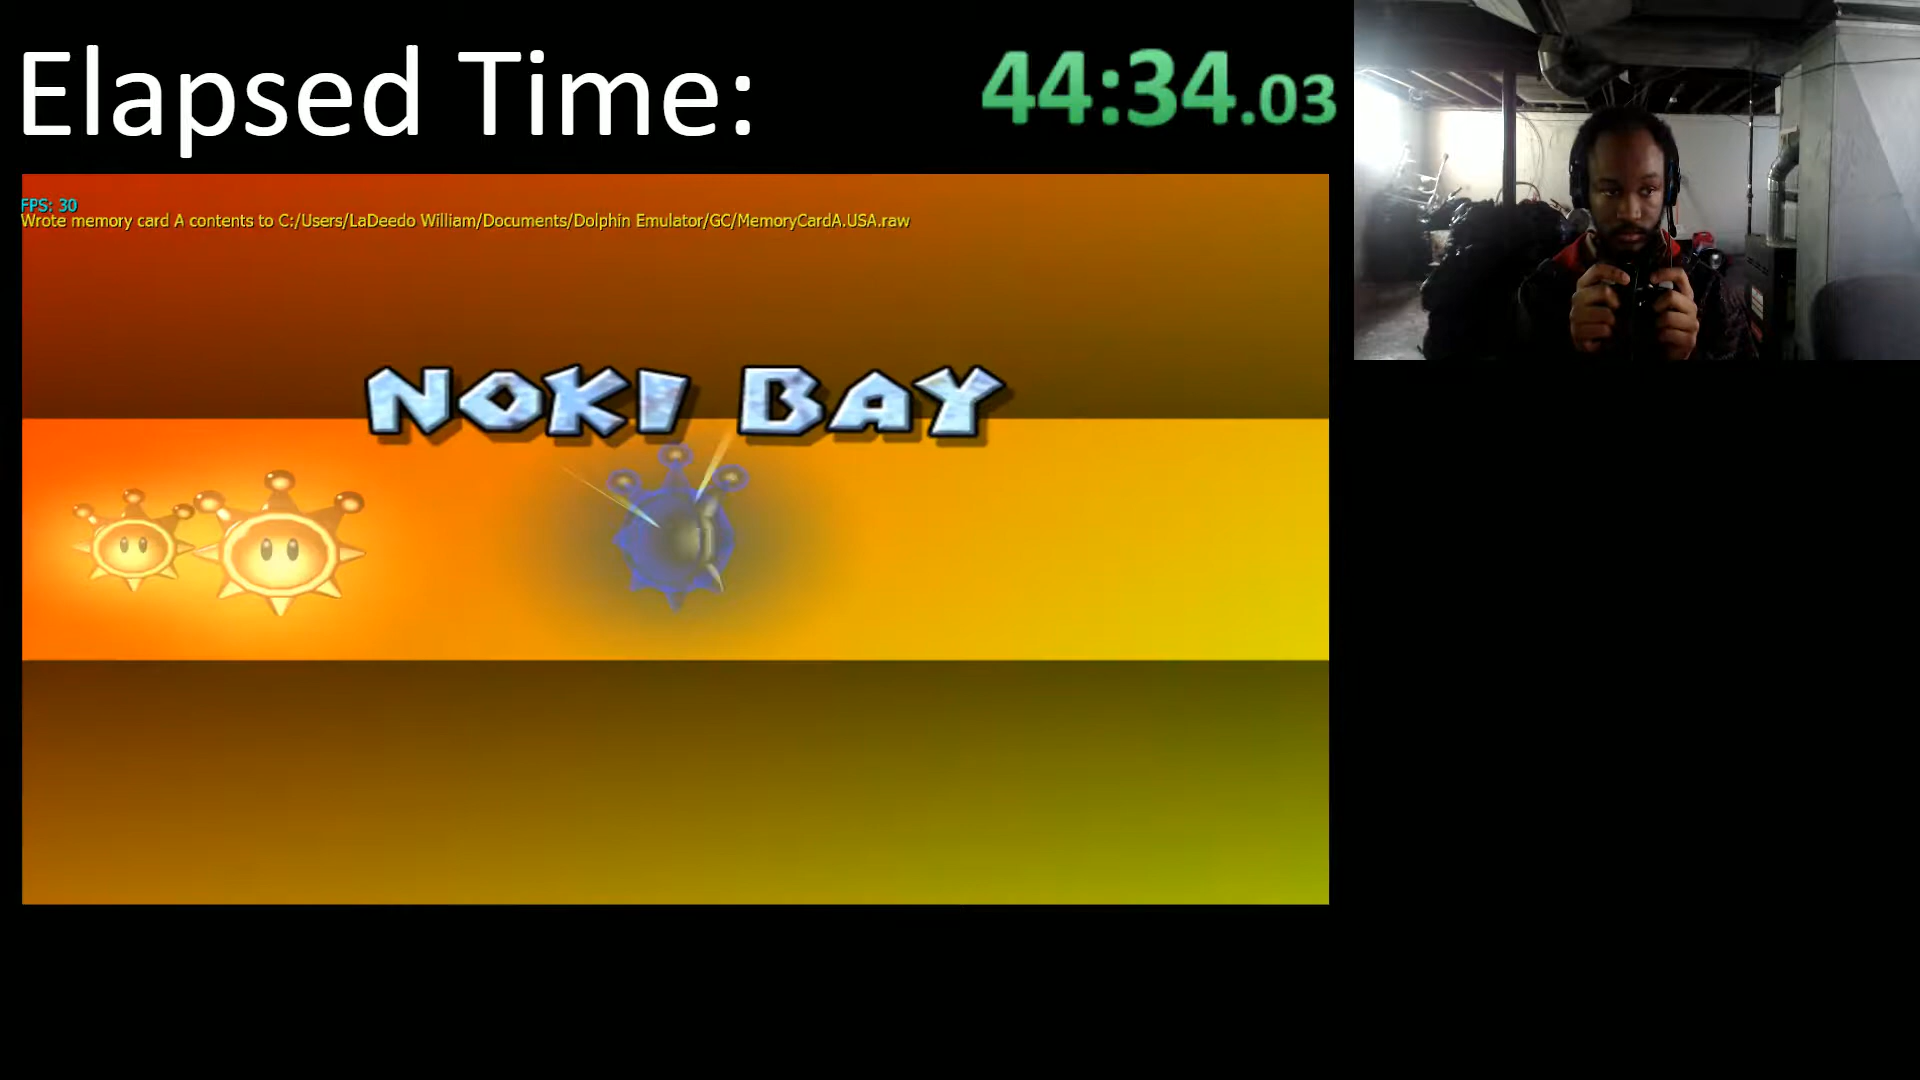 Elapsed Time: 44:34.03
FPS: 30
Wrote memory card A contents to C:/Users/LaDeedo William/Documents/Dolphin Emulator/GC/MemoryCardA.USA.raw
NOKI BAY